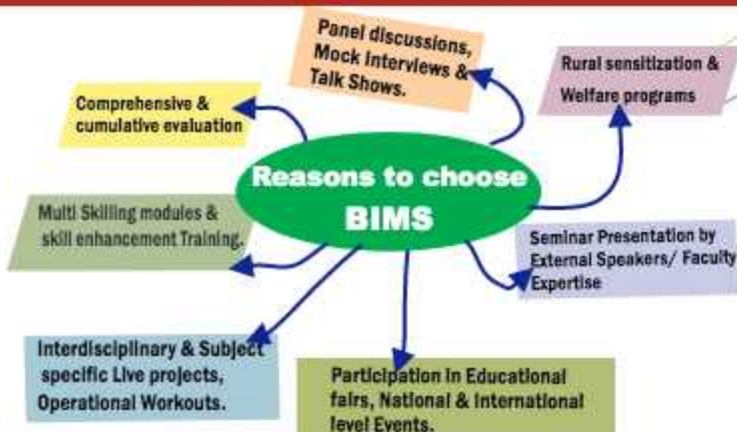 Panel discussions,
Mock Interviews &
Talk Shows.
Rural sensitization &
Welfare programs
Comprehensive &
cumulative evaluation
Reasons to choose
BIMS
Multi Skilling modules &
skill enhancement Training.
Seminar Presentation by
External Speakers/ Faculty
Expertise
Interdisciplinary & Subject
specific Live projects,
Operational Workouts.
Participation in Educational
fairs, National & International
level Events.